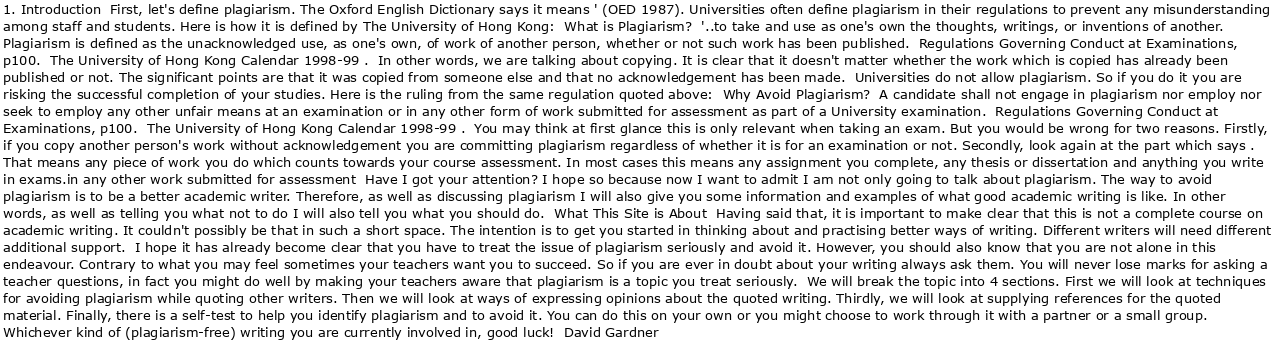 1. Introduction  First, let's define plagiarism. The Oxford English Dictionary says it means ' (OED 1987). Universities often define plagiarism in their regulations to prevent any misunderstanding
among staff and students. Here is how it is defined by The University of Hong Kong:  What is Plagiarism?  '..to take and use as one's own the thoughts, writings, or inventions of another.
Plagiarism is defined as the unacknowledged use, as one's own, of work of another person, whether or not such work has been published.  Regulations Governing Conduct at Examinations,
p100.  The University of Hong Kong Calendar 1998-99 .  In other words, we are talking about copying. It is clear that it doesn't matter whether the work which is copied has already been
published or not. The significant points are that it was copied from someone else and that no acknowledgement has been made.  Universities do not allow plagiarism. So if you do it you are
risking the successful completion of your studies. Here is the ruling from the same regulation quoted above:  Why Avoid Plagiarism?  A candidate shall not engage in plagiarism nor employ nor
seek to employ any other unfair means at an examination or in any other form of work submitted for assessment as part of a University examination.  Regulations Governing Conduct at
Examinations, p100.  The University of Hong Kong Calendar 1998-99 .  You may think at first glance this is only relevant when taking an exam. But you would be wrong for two reasons. Firstly,
if you copy another person's work without acknowledgement you are committing plagiarism regardless of whether it is for an examination or not. Secondly, look again at the part which says .
That means any piece of work you do which counts towards your course assessment. In most cases this means any assignment you complete, any thesis or dissertation and anything you write
in exams.in any other work submitted for assessment  Have I got your attention? I hope so because now I want to admit I am not only going to talk about plagiarism. The way to avoid
plagiarism is to be a better academic writer. Therefore, as well as discussing plagiarism I will also give you some information and examples of what good academic writing is like. In other
words, as well as telling you what not to do I will also tell you what you should do.  What This Site is About  Having said that, it is important to make clear that this is not a complete course on
academic writing. It couldn't possibly be that in such a short space. The intention is to get you started in thinking about and practising better ways of writing. Different writers will need different
additional support.  I hope it has already become clear that you have to treat the issue of plagiarism seriously and avoid it. However, you should also know that you are not alone in this
endeavour. Contrary to what you may feel sometimes your teachers want you to succeed. So if you are ever in doubt about your writing always ask them. You will never lose marks for asking a
teacher questions, in fact you might do well by making your teachers aware that plagiarism is a topic you treat seriously.  We will break the topic into 4 sections. First we will look at techniques
for avoiding plagiarism while quoting other writers. Then we will look at ways of expressing opinions about the quoted writing. Thirdly, we will look at supplying references for the quoted
material. Finally, there is a self-test to help you identify plagiarism and to avoid it. You can do this on your own or you might choose to work through it with a partner or a small group.
Whichever kind of (plagiarism-free) writing you are currently involved in, good luck!  David Gardner